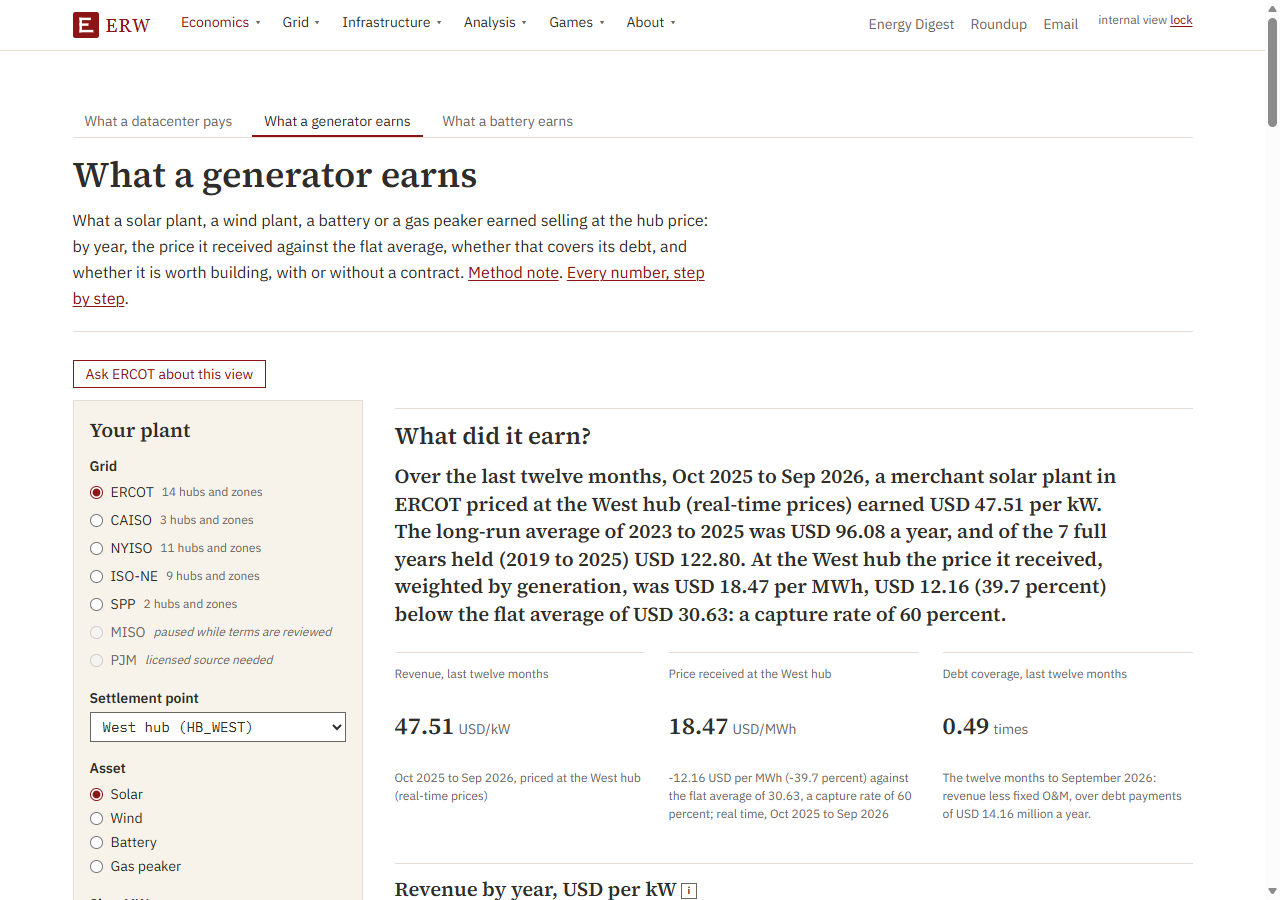 E ERW Economics Grid Infrastructure Analysis Games About Energy Digest Roundup Email internal view lock
What a datacenter pays What a generator earns What a battery earns
What a generator earns
What a solar plant, a wind plant, a battery or a gas peaker earned selling at the hub price:
by year, the price it received against the flat average, whether that covers its debt, and
whether it is worth building, with or without a contract. Method note. Every number, step
by step.
Ask ERCOT about this view
Your plant
Grid
ERCOT 14 hubs and zones
CAISO 3 hubs and zones
NYISO 11 hubs and zones
ISO-NE 9 hubs and zones
SPP 2 hubs and zones
MISO paused while terms are reviewed
PJM licensed source needed
Settlement point
West hub (HB_WEST)
Asset
Solar
Wind
Battery
Gas peaker
What did it earn?
Over the last twelve months, Oct 2025 to Sep 2026, a merchant solar plant in
ERCOT priced at the West hub (real-time prices) earned USD 47.51 per kW.
The long-run average of 2023 to 2025 was USD 96.08 a year, and of the 7 full
years held (2019 to 2025) USD 122.80. At the West hub the price it received,
weighted by generation, was USD 18.47 per MWh, USD 12.16 (39.7 percent)
below the flat average of USD 30.63: a capture rate of 60 percent.
Revenue, last twelve months
47.51 USD/kW
Oct 2025 to Sep 2026, priced at the West hub
(real-time prices)
Price received at the West hub
18.47 USD/MWh
-12.16 USD per MWh (-39.7 percent) against
the flat average of 30.63, a capture rate of 60
percent; real time, Oct 2025 to Sep 2026
Debt coverage, last twelve months
0.49 times
The twelve months to September 2026:
revenue less fixed O&M, over debt payments
of USD 14.16 million a year.
Revenue by year, USD per kW i